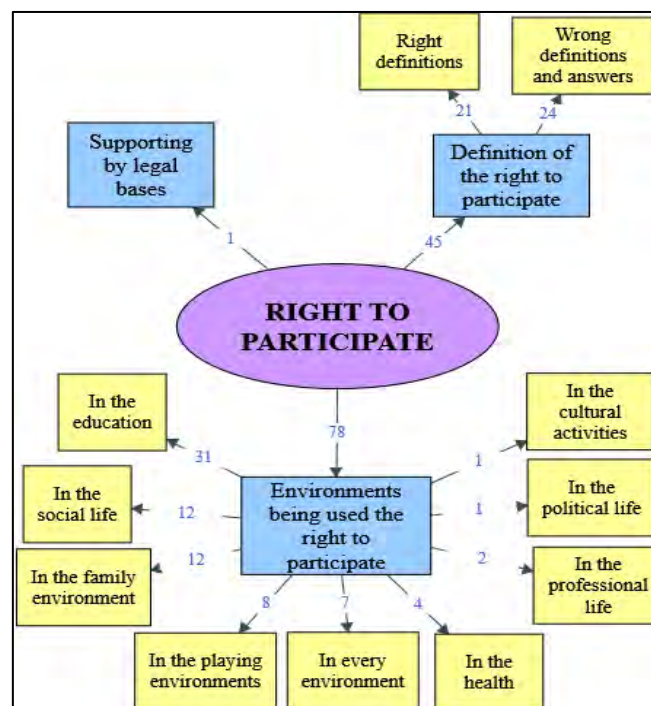 Right
definitions
Wrong
definitions
and answers
21
24
Supporting
by legal
bases
Definition of
the right to
participate
1
45
RIGHT TO
PARTICIPATE
78
In the
education
In the
cultural
activities
31
1
In the
social life
12
Environments
being used the
right to
participate
1
In the
political life
In the family
environment
12
2
In the
professional
life
8
7
4
In the playing
environments
In every
environment
In the
health